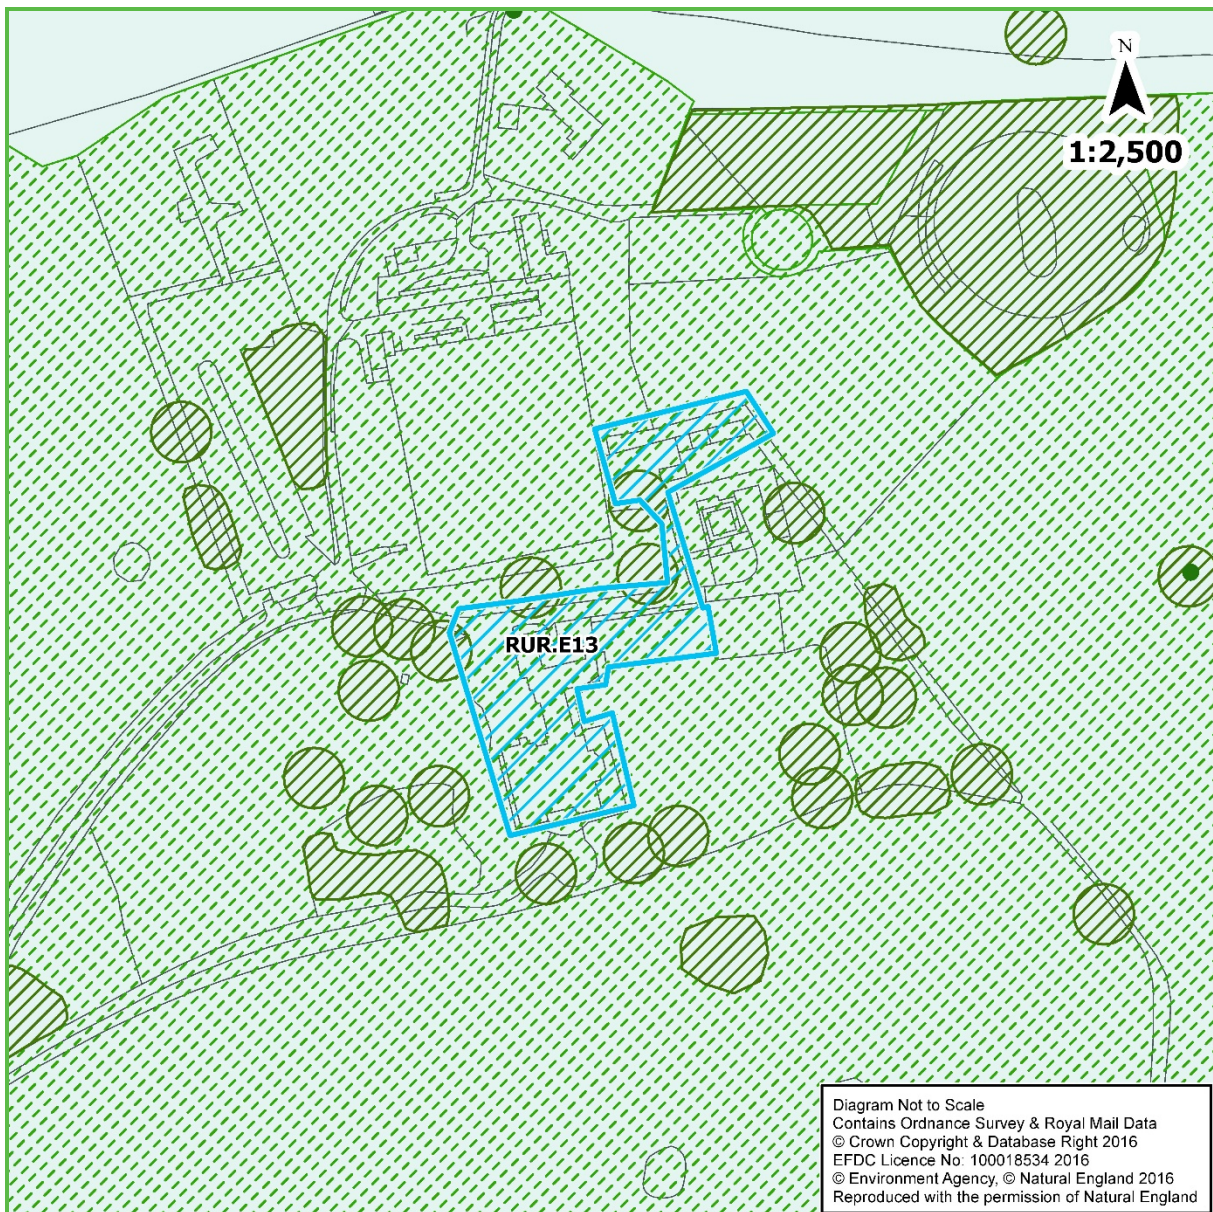 N
1:2,500
RUR.E13
Diagram Not to Scale
Contains Ordnance Survey & Royal Mail Data
© Crown Copyright & Database Right 2016
EFDC Licence No: 100018534 2016
© Environment Agency, © Natural England 2016
Reproduced with the permission of Natural England